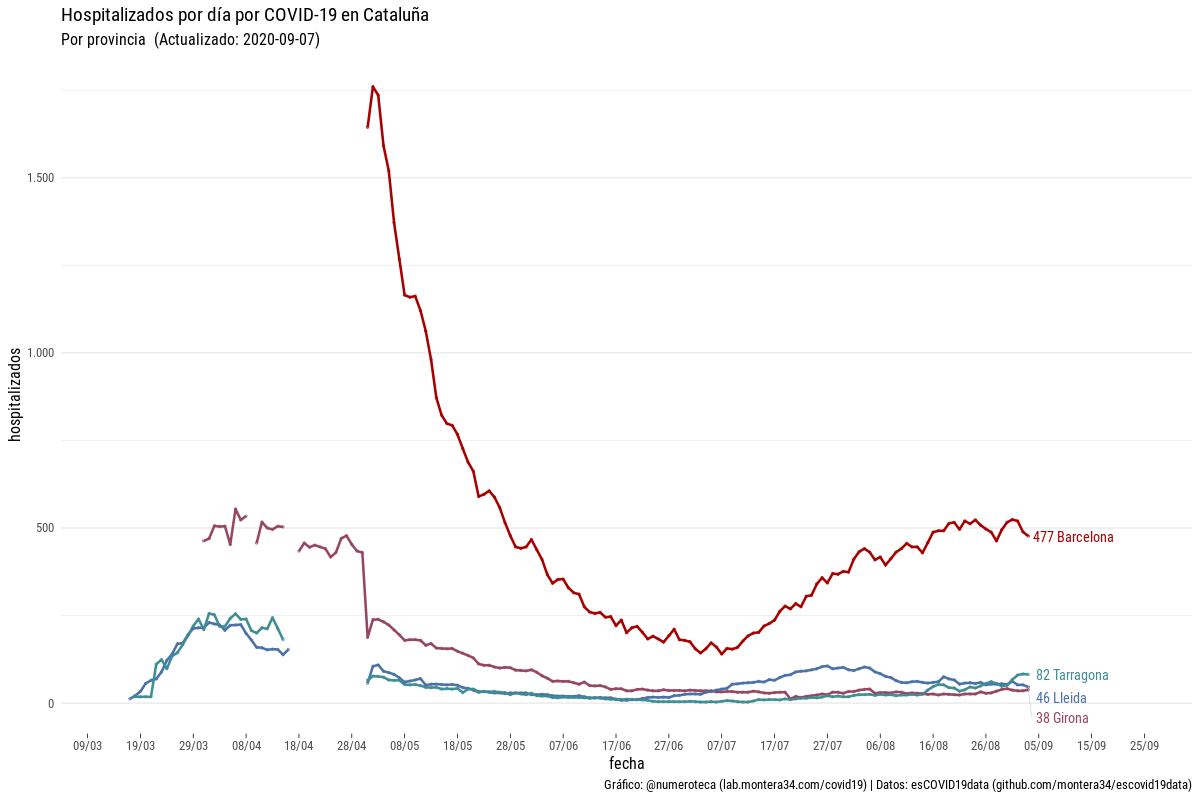 Hospitalizados por día por COVID-19 en Cataluña
Por provincia (Actualizado: 2020-09-07)
hospitalizados
1.500
1.000
500
0
477 Barcelona
82 Tarragona
46 Lleida
38 Girona
09/03 19/03 29/03 08/04 18/04 28/04 08/05 18/05 28/05 07/06 17/06 27/06 07/07 17/07 27/07 06/08 16/08 26/08 05/09 15/09 25/09
fecha
Gráfico: @numeroteca (lab.montera34.com/covid19) | Datos: esCOVID19data (github.com/montera34/escovid19data)